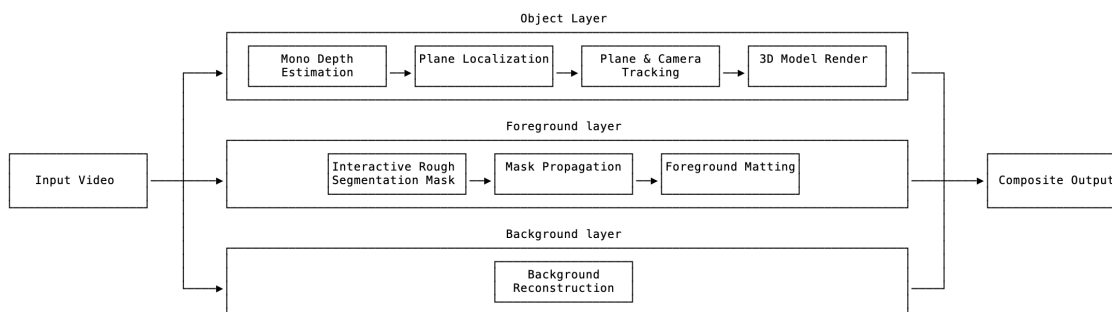 Object Layer
Mono Depth
Estimation
Plane Localization
Plane & Camera
Tracking
3D Model Render
Foreground layer
Input Video
Interactive Rough
Segmentation Mask
Mask Propagation
Foreground Matting
Composite Output
Background layer
Background
Reconstruction